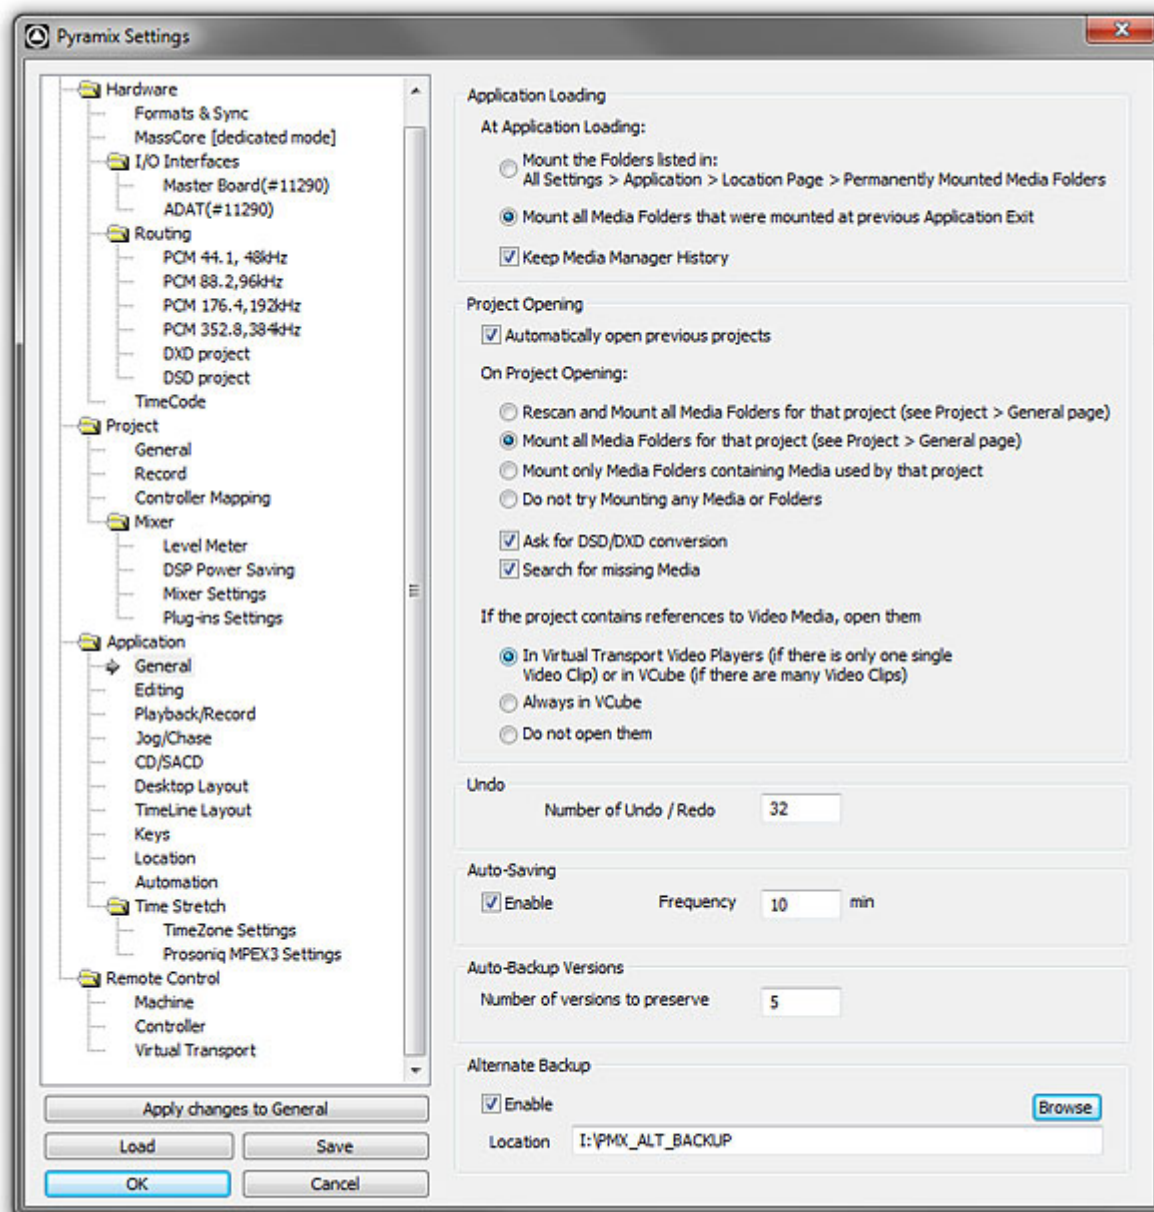 Pyramix Settings
Hardware
Formats & Sync
MassCore [dedicated mode]
I/O Interfaces
Master Board(#11290)
ADAT(#11290)
Routing
PCM 44.1, 48kHz
PCM 88.2,96kHz
PCM 176.4,192kHz
PCM 352.8,384kHz
DXD project
DSD project
TimeCode
Project
General
Record
Controller Mapping
Mixer
Level Meter
DSP Power Saving
Mixer Settings
Plug-ins Settings
Application
General
Editing
Playback/Record
Jog/Chase
CD/SACD
Desktop Layout
TimeLine Layout
Keys
Location
Automation
Time Stretch
TimeZone Settings
Prosoniq MPEX3 Settings
Remote Control
Machine
Controller
Virtual Transport
Apply changes to General
Load Save
OK Cancel
Application Loading
At Application Loading:
Mount the Folders listed in:
All Settings > Application > Location Page > Permanently Mounted Media Folders
Mount all Media Folders that were mounted at previous Application Exit
Keep Media Manager History
Project Opening
Automatically open previous projects
On Project Opening:
Rescan and Mount all Media Folders for that project (see Project > General page)
Mount all Media Folders for that project (see Project > General page)
Mount only Media Folders containing Media used by that project
Do not try Mounting any Media or Folders
Ask for DSD/DXD conversion
Search for missing Media
If the project contains references to Video Media, open them
In Virtual Transport Video Players (if there is only one single
Video Clip) or in VCube (if there are many Video Clips)
Always in VCube
Do not open them
Undo
Number of Undo / Redo 32
Auto-Saving
Enable Frequency 10 min
Auto-Backup Versions
Number of versions to preserve 5
Alternate Backup
Enable Browse
Location I:\PMX_ALT_BACKUP